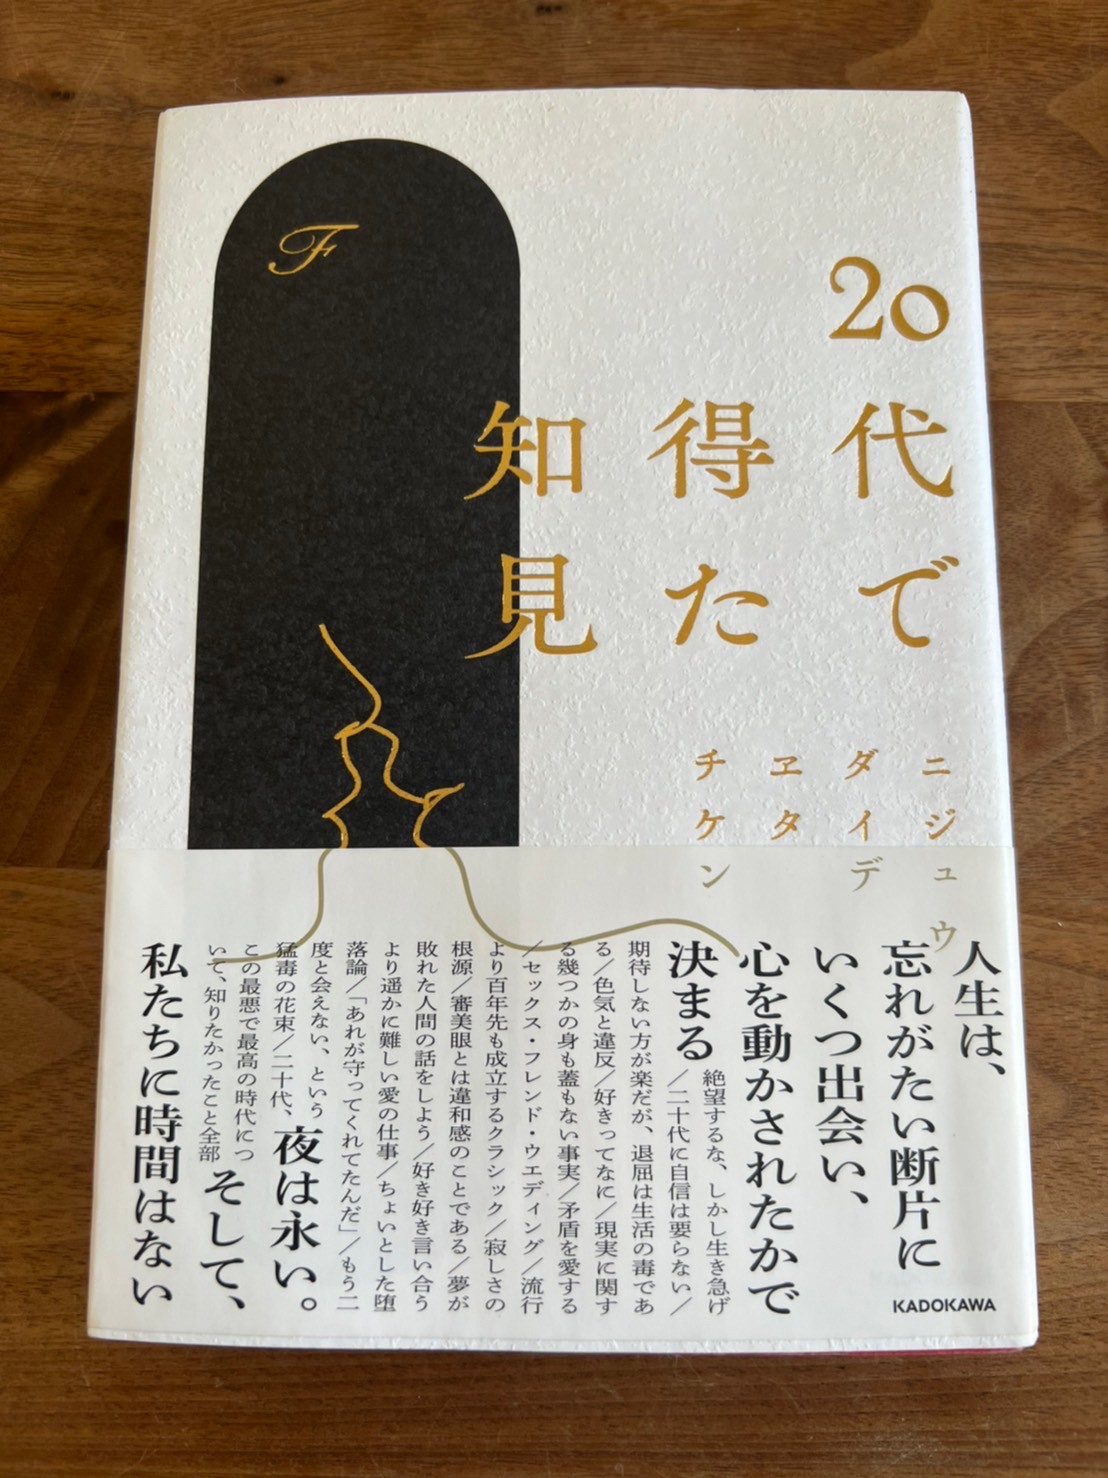 F
20代で
得た
知見
ニジュウ
ダイデ
ヱタ
チケン
人生は、
忘れがたい断片に
いくつ出会い、
心を動かされたかで
決まる
絶望するな、しかし生き急げ
／二十代に自信は要らない／
期待しない方が楽だが、退屈は生活の毒であ
る／色気と違反／好きってなに／現実に関す
る幾つかの身も蓋もない事実／矛盾を愛する
／セックス・フレンド・ウエディング／流行
より百年先も成立するクラシック／寂しさの
根源／審美眼とは違和感のことである／夢が
敗れた人間の話をしよう／好き好き言い合う
より遥かに難しい愛の仕事／ちょいとした堕
落論／「あれが守ってくれてたんだ」／もう二
度と会えない、という
猛毒の花束／二十代、
夜は永い。
この最悪で最高の時代につ
いて、知りたかったこと全部
そして、
私たちに時間はない
KADOKAWA